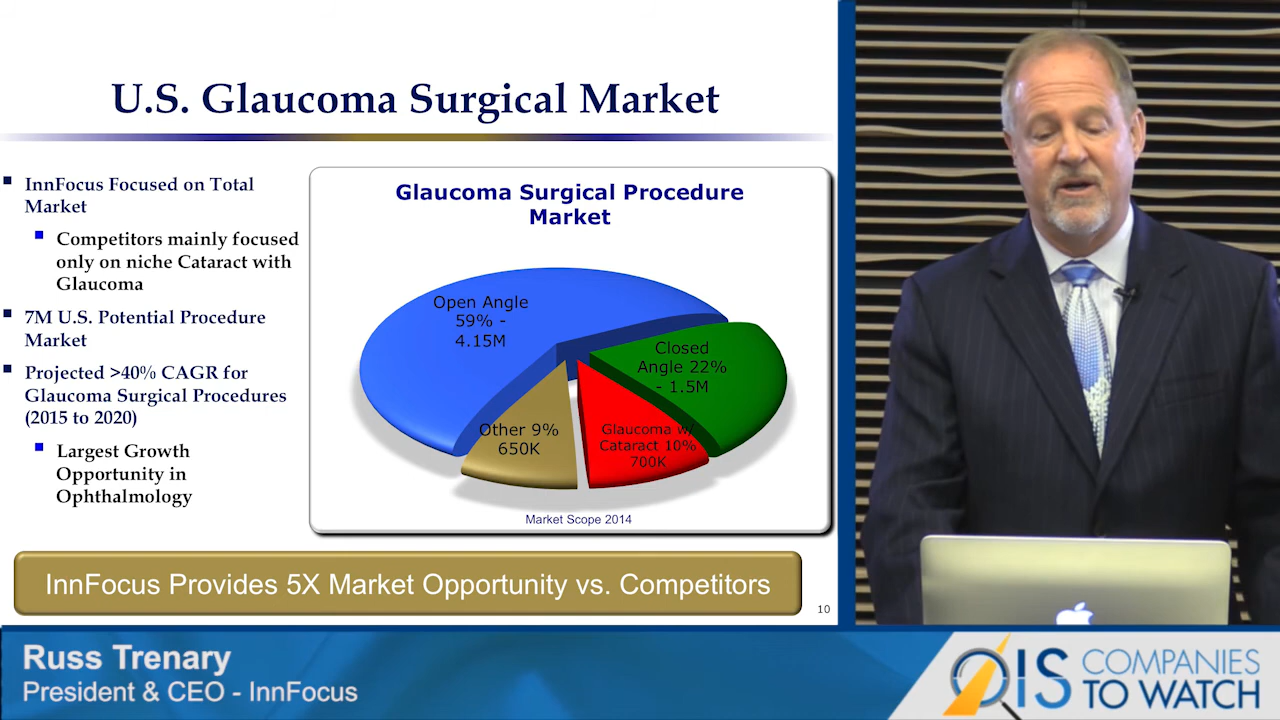 U.S. Glaucoma Surgical Market
InnFocus Focused on Total
Market
Competitors mainly focused
only on niche Cataract with
Glaucoma
7M U.S. Potential Procedure
Market
Projected >40% CAGR for
Glaucoma Surgical Procedures
(2015 to 2020)
Largest Growth
Opportunity in
Ophthalmology
Glaucoma Surgical Procedure
Market
Open Angle
59% -
4.15M
Closed
Angle 22%
- 1.5M
Other 9%
650K
Glaucoma w/
Cataract 10%
700K
Market Scope 2014
InnFocus Provides 5X Market Opportunity vs. Competitors
10
Russ Trenary
President & CEO - InnFocus
OIS COMPANIES
TO WATCH